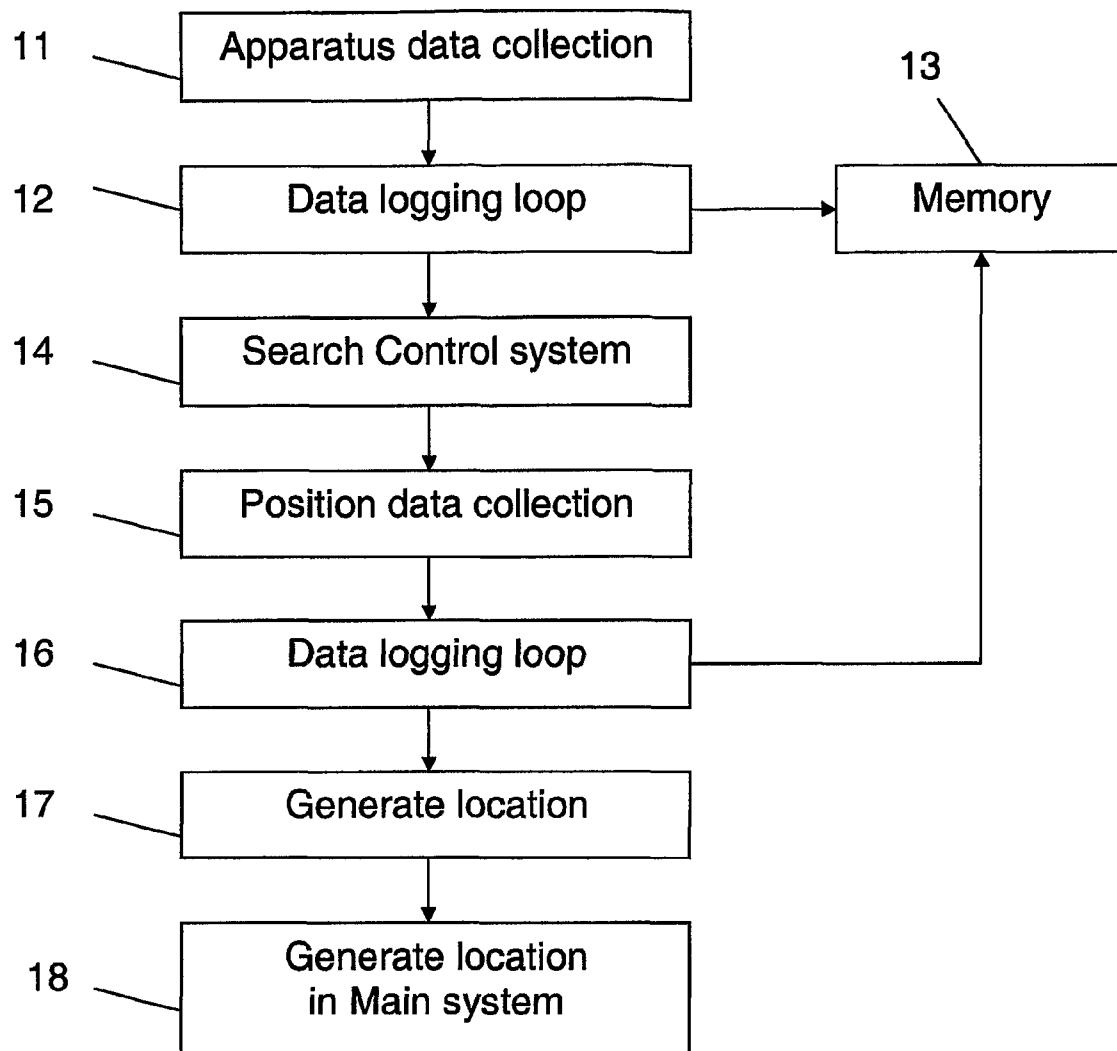 11
Apparatus data collection
13
12
Data logging loop
Memory
14
Search Control system
15
Position data collection
16
Data logging loop
17
Generate location
18
Generate location
in Main system